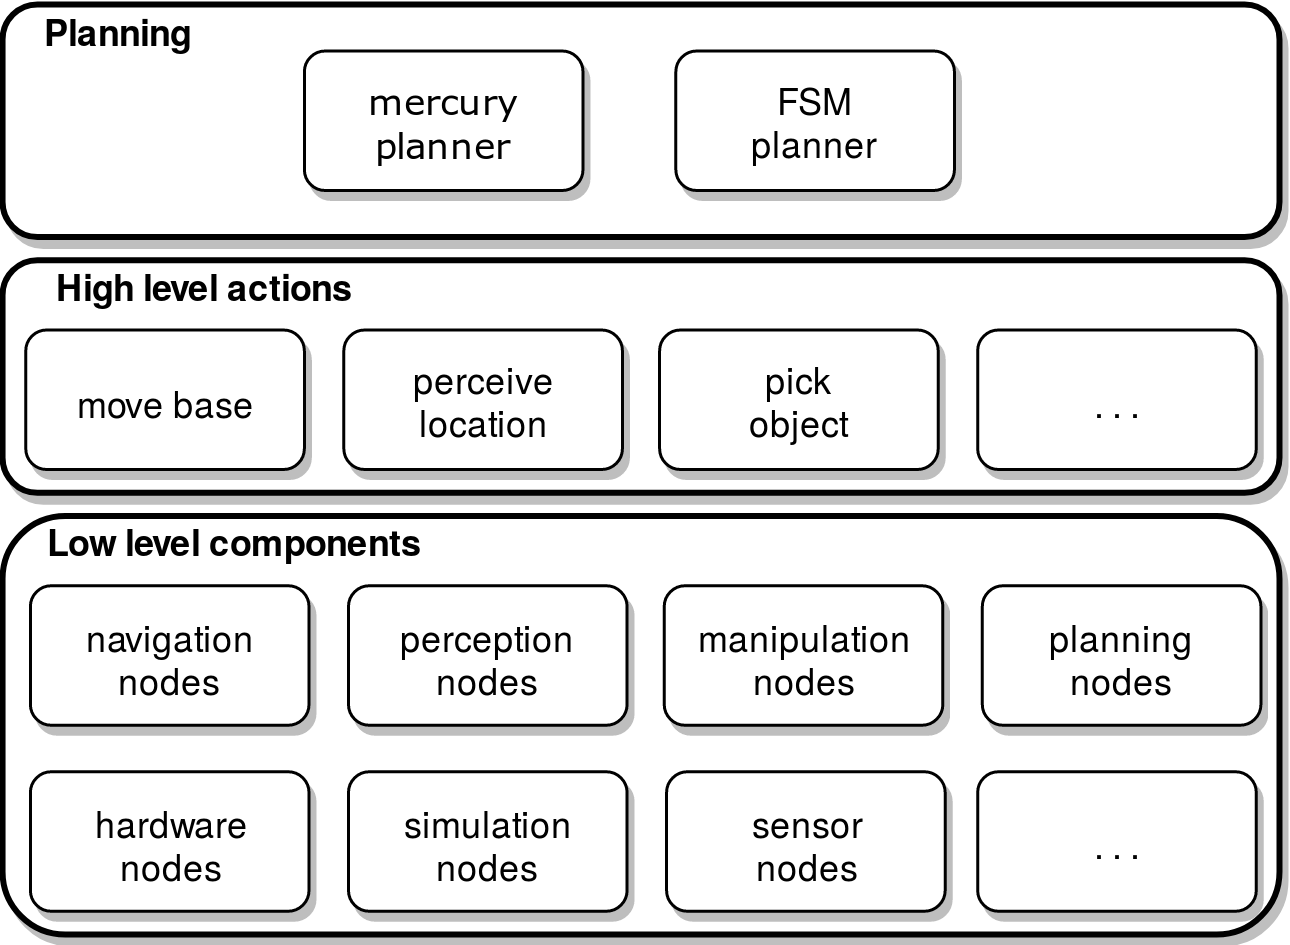 Planning
mercury
planner
FSM
planner
High level actions
move base
perceive
location
pick
object
. . .
Low level components
navigation
nodes
perception
nodes
manipulation
nodes
planning
nodes
hardware
nodes
simulation
nodes
sensor
nodes
. . .